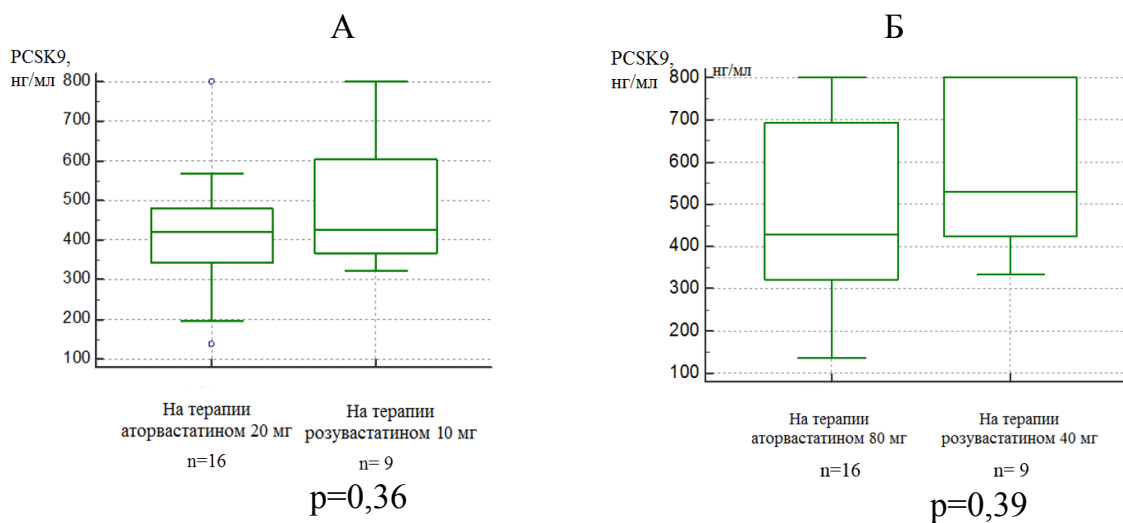 А
PCSK9,
нг/мл
800
700
600
500
400
300
200
100
На терапии
аторвастатином 20 мг
n=16
На терапии
розувастатином 10 мг
n= 9
p=0,36
Б
PCSK9,
нг/мл
нг/мл
800
700
600
500
400
300
200
100
На терапии
аторвастатином 80 мг
n=16
На терапии
розувастатином 40 мг
n= 9
p=0,39